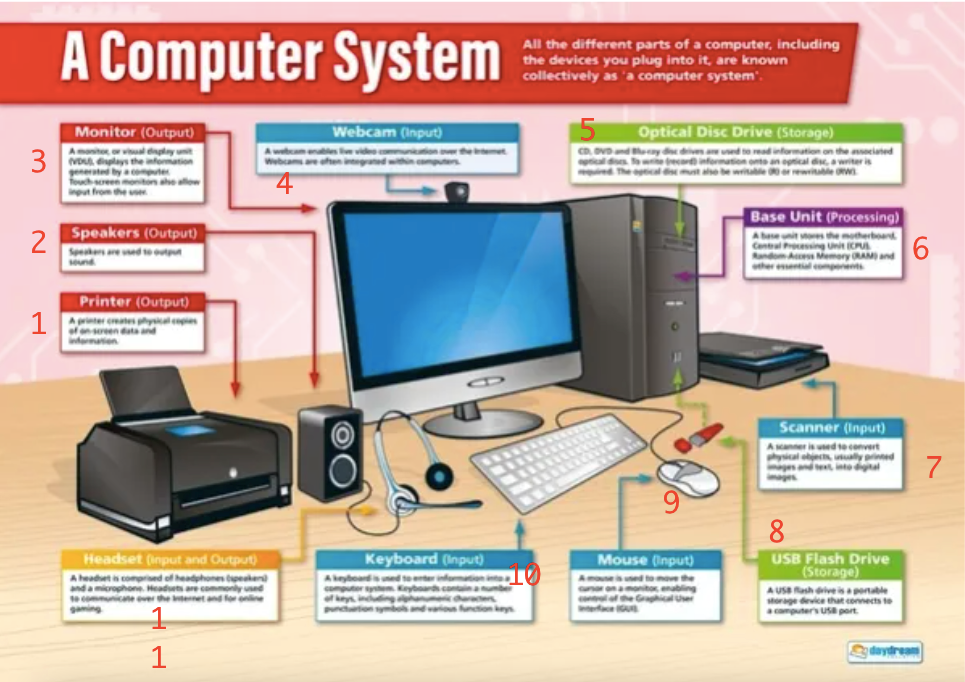 A Computer System
All the different parts of a computer, including
the devices you plug into it, are known
collectively as 'a computer system'.
Monitor (Output)
A monitor, or visual display unit
(VDU), displays the information
generated by a computer.
Touch-screen monitors also allow
input from the user.
3
Webcam (Input)
A webcam enables live video communication over the Internet.
Webcams are often integrated within computers.
4
5
Optical Disc Drive (Storage)
CD, DVD and Blu-ray disc drives are used to read information on the associated
optical discs. To write (record) information onto an optical disc, a writer is
required. The optical disc must also be writable (R) or rewritable (RW).
Speakers (Output)
Speakers are used to output
sound.
2
Base Unit (Processing)
A base unit stores the motherboard,
Central Processing Unit (CPU),
Random-Access Memory (RAM) and
other essential components.
6
Printer (Output)
A printer creates physical copies
of on-screen data and
information.
1
Scanner (Input)
A scanner is used to convert
physical objects, usually printed
images and text, into digital
images.
7
9
8
Headset (Input and Output)
A headset is comprised of headphones (speakers)
and a microphone. Headsets are commonly used
to communicate over the Internet and for online
gaming.
1
1
Keyboard (Input)
A keyboard is used to enter information into a
computer system. Keyboards contain a number
of keys, including alphanumeric characters,
punctuation symbols and various function keys.
10
Mouse (Input)
A mouse is used to move the
cursor on a monitor, enabling
control of the Graphical User
Interface (GUI).
USB Flash Drive
(Storage)
A USB flash drive is a portable
storage device that connects to
a computer's USB port.
daydream